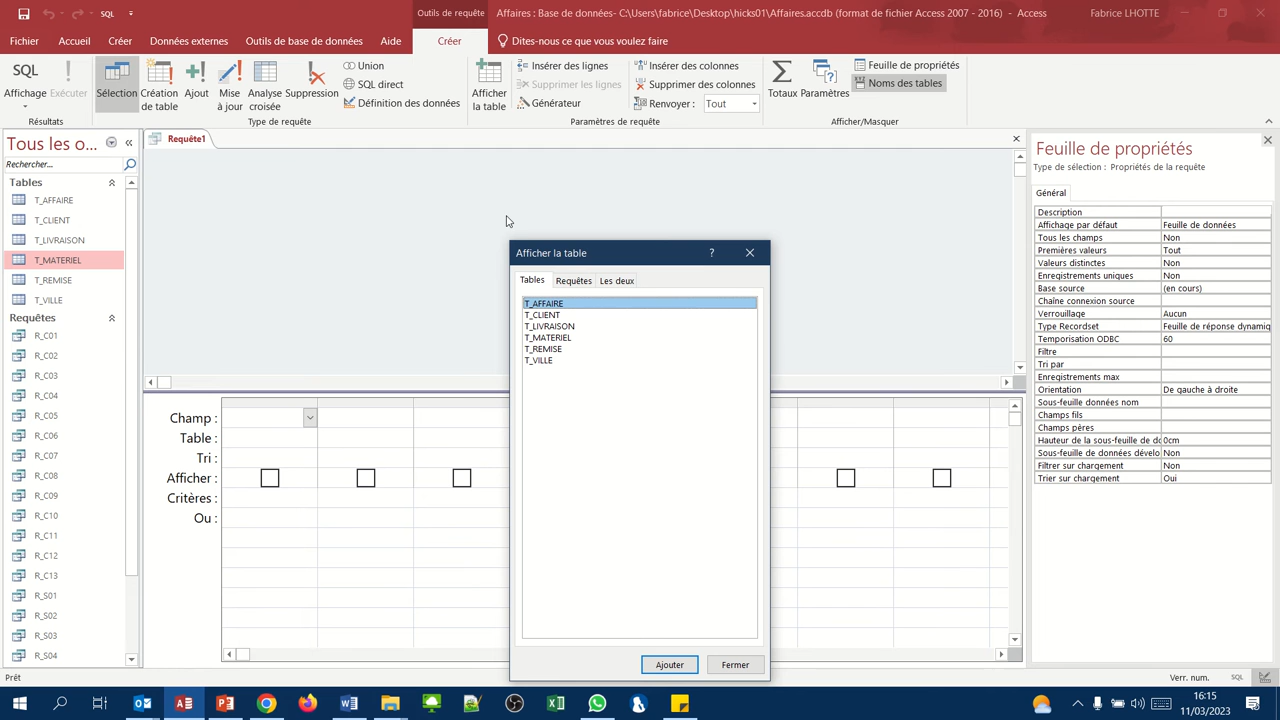 SQL
Outils de requête
Affaires : Base de données- C:\Users\fabrice\Desktop\hicks01\Affaires.accdb (format de fichier Access 2007 - 2016) - Access
Fabrice LHOTTE
Fichier
Accueil
Créer
Données externes
Outils de base de données
Aide
Créer
Dites-nous ce que vous voulez faire
SQL
Affichage
Exécuter
Résultats
Sélection
Création de table
Ajout
Mise à jour
Analyse croisée
Suppression
Union
SQL direct
Définition des données
Type de requête
Afficher la table
Insérer des lignes
Supprimer les lignes
Générateur
Insérer des colonnes
Supprimer des colonnes
Renvoyer : Tout
Paramètres de requête
Totaux
Paramètres
Feuille de propriétés
Noms des tables
Afficher/Masquer
Tous les o...
Rechercher...
Tables
T_AFFAIRE
T_CLIENT
T_LIVRAISON
T_MATERIEL
T_REMISE
T_VILLE
Requêtes
R_C01
R_C02
R_C03
R_C04
R_C05
R_C06
R_C07
R_C08
R_C09
R_C10
R_C11
R_C12
R_C13
R_S01
R_S02
R_S03
R_S04
Requête1
Champ :
Table :
Tri :
Afficher :
Critères :
Ou :
Afficher la table
?
Tables
Requêtes
Les deux
T_AFFAIRE
T_CLIENT
T_LIVRAISON
T_MATERIEL
T_REMISE
T_VILLE
Ajouter
Fermer
Feuille de propriétés
Type de sélection : Propriétés de la requête
Général
Description
Affichage par défaut Feuille de données
Tous les champs Non
Premières valeurs Tout
Valeurs distinctes Non
Enregistrements uniques Non
Base source (en cours)
Chaîne connexion source
Verrouillage Aucun
Type Recordset Feuille de réponse dynamiq
Temporisation ODBC 60
Filtre
Tri par
Enregistrements max
Orientation De gauche à droite
Sous-feuille données nom
Champs fils
Champs pères
Hauteur de la sous-feuille de do 0cm
Sous-feuille de données dévelo Non
Filtrer sur chargement Non
Trier sur chargement Oui
Prêt
Verr. num.
SQL
16:15
11/03/2023